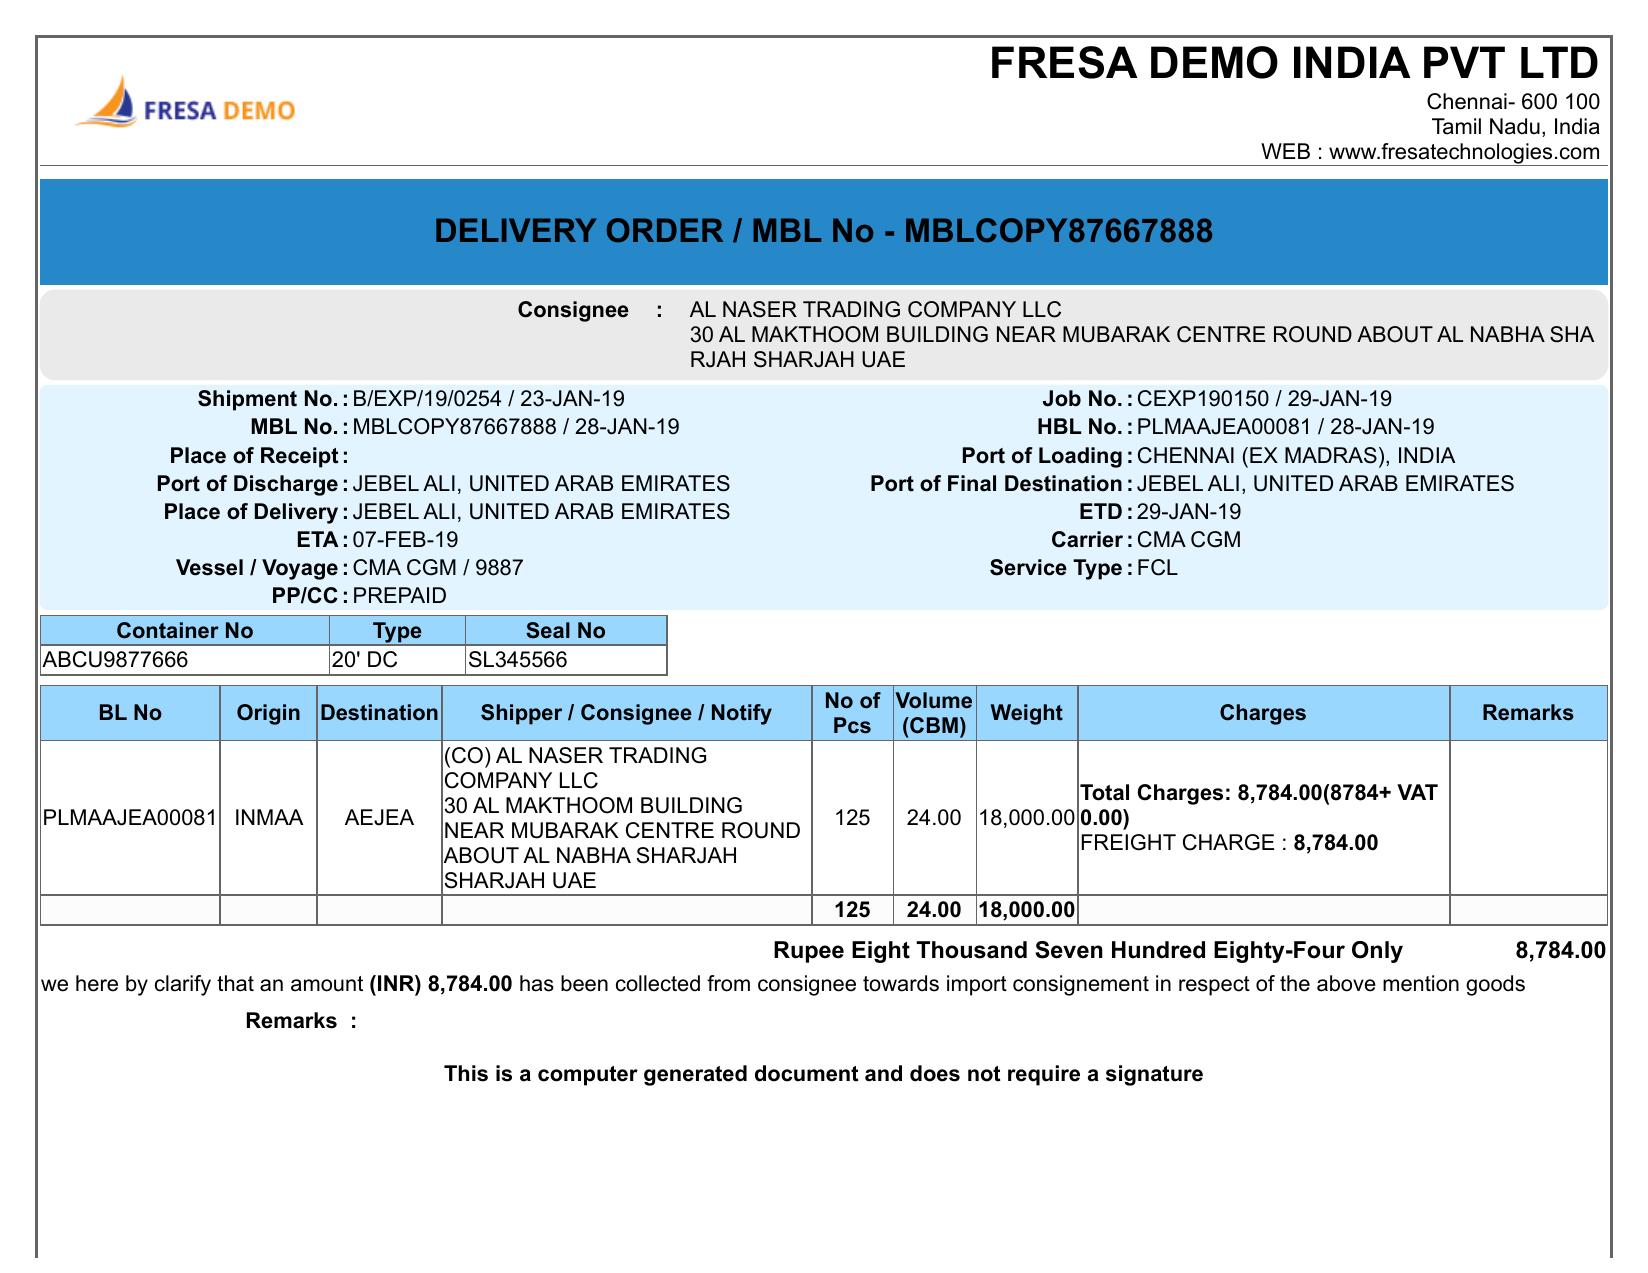 FRESA DEMO
FRESA DEMO INDIA PVT LTD
Chennai- 600 100
Tamil Nadu, India
WEB : www.fresatechnologies.com
DELIVERY ORDER / MBL No - MBLCOPY87667888
Consignee : AL NASER TRADING COMPANY LLC
30 AL MAKTHOOM BUILDING NEAR MUBARAK CENTRE ROUND ABOUT AL NABHA SHA
RJAH SHARJAH UAE
Shipment No. : B/EXP/19/0254 / 23-JAN-19 Job No. : CEXP190150 / 29-JAN-19
MBL No. : MBLCOPY87667888 / 28-JAN-19 HBL No. : PLMAAJEA00081 / 28-JAN-19
Place of Receipt : Port of Loading : CHENNAI (EX MADRAS), INDIA
Port of Discharge : JEBEL ALI, UNITED ARAB EMIRATES Port of Final Destination : JEBEL ALI, UNITED ARAB EMIRATES
Place of Delivery : JEBEL ALI, UNITED ARAB EMIRATES ETD : 29-JAN-19
ETA : 07-FEB-19 Carrier : CMA CGM
Vessel / Voyage : CMA CGM / 9887 Service Type : FCL
PP/CC : PREPAID
Container No Type Seal No
ABCU9877666 20' DC SL345566
BL No Origin Destination Shipper / Consignee / Notify No of Pcs Volume (CBM) Weight Charges Remarks
(CO) AL NASER TRADING
COMPANY LLC
30 AL MAKTHOOM BUILDING
NEAR MUBARAK CENTRE ROUND
ABOUT AL NABHA SHARJAH
SHARJAH UAE
PLMAAJEA00081 INMAA AEJEA 125 24.00 18,000.00
Total Charges: 8,784.00(8784+ VAT
0.00)
FREIGHT CHARGE : 8,784.00
125 24.00 18,000.00
Rupee Eight Thousand Seven Hundred Eighty-Four Only 8,784.00
we here by clarify that an amount (INR) 8,784.00 has been collected from consignee towards import consignement in respect of the above mention goods
Remarks :
This is a computer generated document and does not require a signature